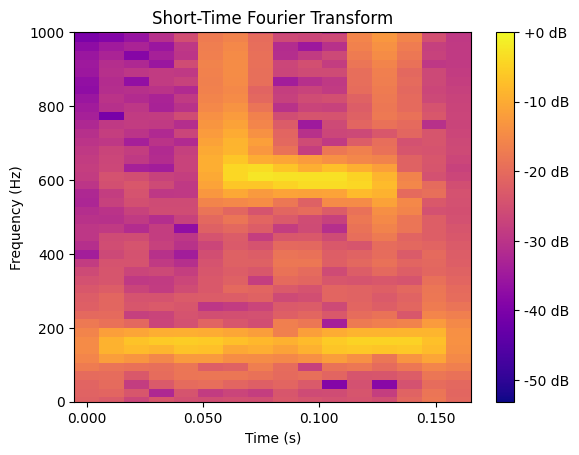 Short-Time Fourier Transform
1000
800
600
400
200
0
Frequency (Hz)
0.000
0.050
0.100
0.150
Time (s)
+0 dB
-10 dB
-20 dB
-30 dB
-40 dB
-50 dB